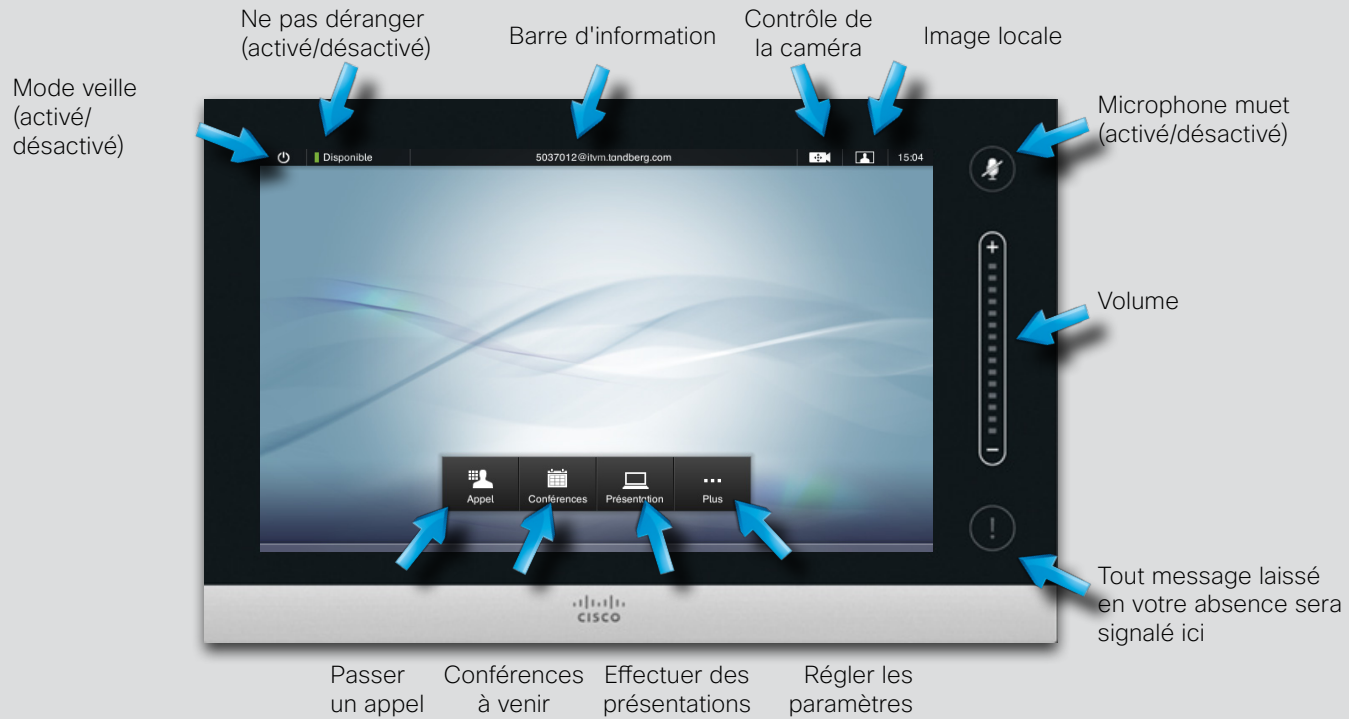 Ne pas déranger
(activé/désactivé)
Barre d'information
Contrôle de
la caméra
Image locale
Mode veille
(activé/
désactivé)
Microphone muet
(activé/désactivé)
Disponible
5037012@itvm.tandberg.com
15:04
Volume
Appel
Conférences
Présentation
Plus
Tout message laissé
en votre absence sera
signalé ici
CISCO
Passer
un appel
Conférences
à venir
Effectuer des
présentations
Régler les
paramètres